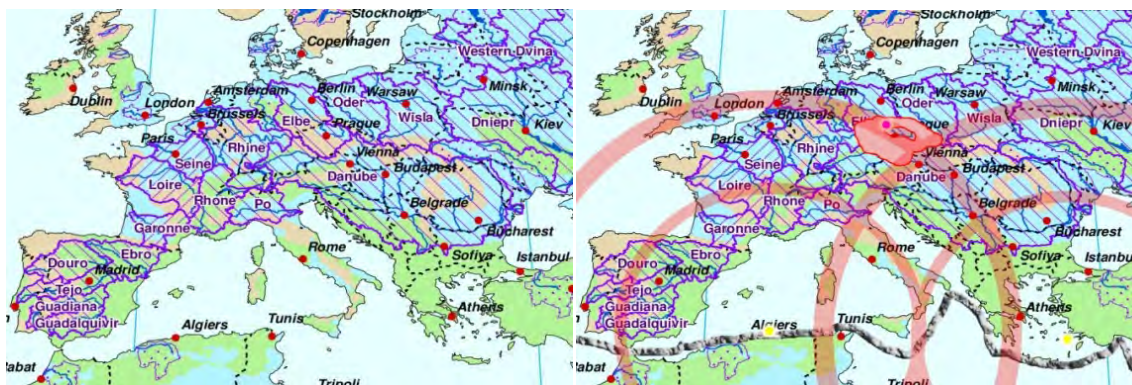 Stockholm
Copenhagen
Western Dvina
Minsk
Dublin
London
Amsterdam
Berlin
Warsaw
Oder
Wisla
Brussels
Elbe
Prague
Dniepr
Kiev
Paris
Rhine
Seine
Vienna
Budapest
Danube
Loire
Rhone
Po
Belgrade
Garonne
Bucharest
Ebro
Rome
Sofiya
Istanbul
Douro
Madrid
Tejo
Guadiana
Guadalquivir
Athens
Algiers
Tunis
Rabat
Tripoli
Stockholm
Copenhagen
Western Dvina
Minsk
Dublin
London
Amsterdam
Berlin
Warsaw
Oder
Wisla
Brussels
El
gue
Dniepr
Kiev
Paris
Rhine
Seine
Vienna
Budapest
Danube
Loire
Rhone
Po
Belgrade
Garonne
Bucharest
Ebro
Rome
Sofiya
Istanbul
Douro
Madrid
Tejo
Guadiana
Guadalquivir
Athens
Algiers
Tunis
Rabat
Tripoli